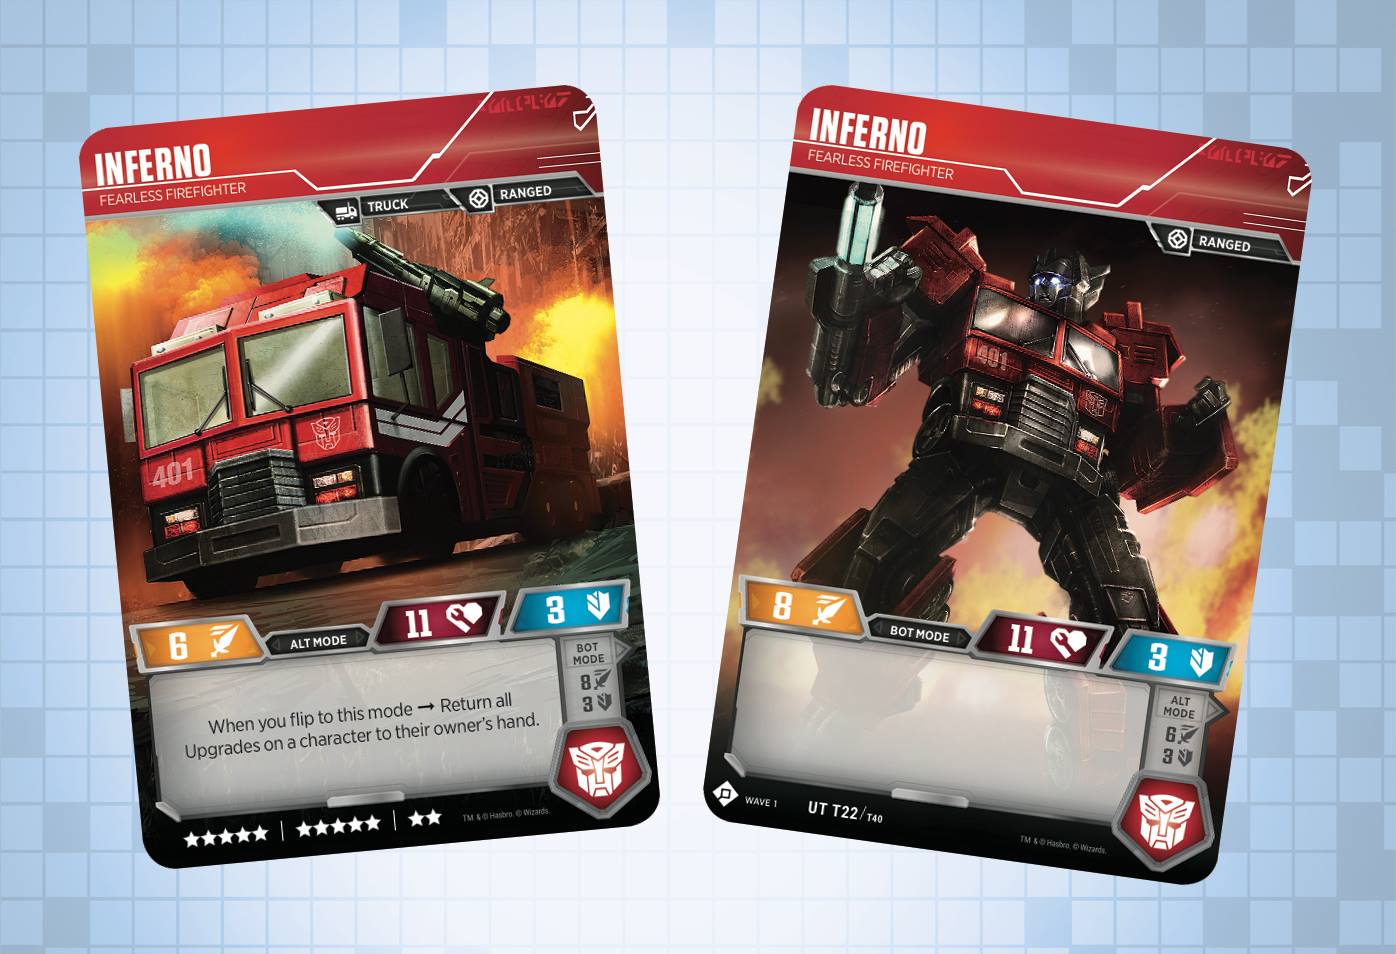 INFERNO
FEARLESS FIREFIGHTER
TRUCK
RANGED
401
6
ALT MODE
11
3
BOT
MODE
8
3
When you flip to this mode → Return all
Upgrades on a character to their owner's hand.
TM & © Hasbro. © Wizards.
INFERNO
FEARLESS FIREFIGHTER
RANGED
401
8
BOT MODE
11
3
ALT
MODE
6
3
WAVE 1
UT T22/T40
TM & © Hasbro. © Wizards.